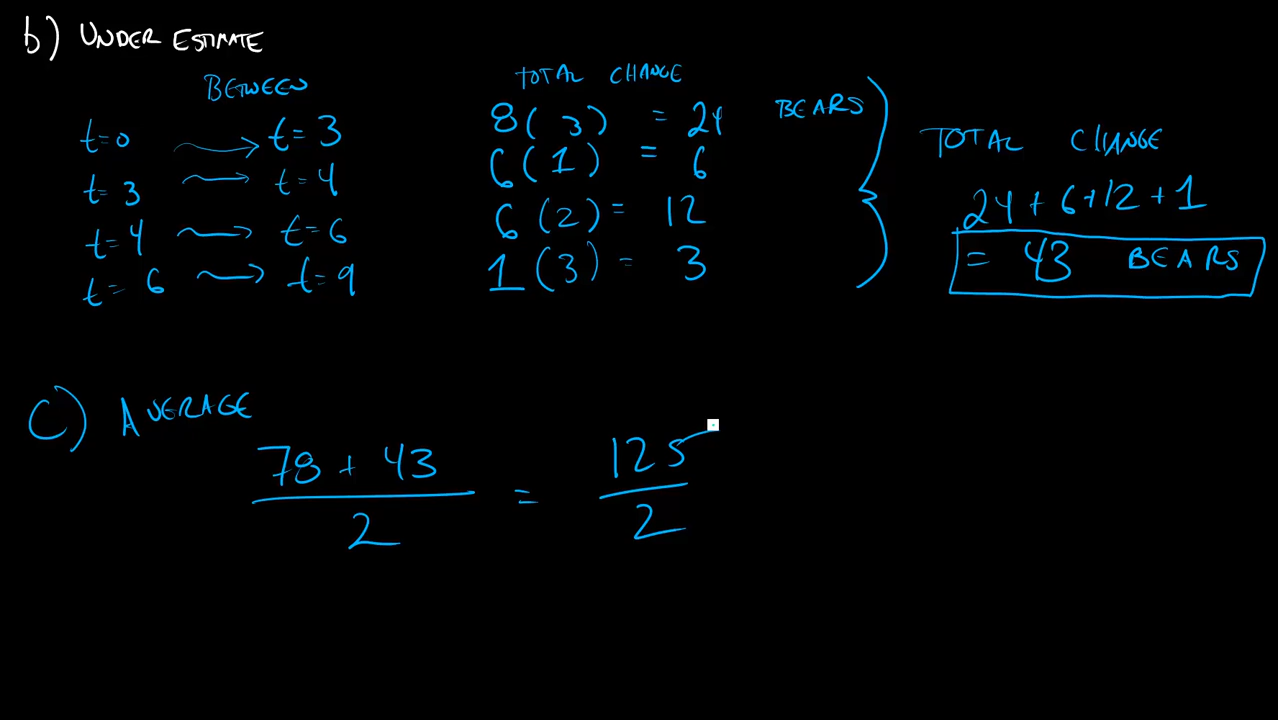 b) UNDER ESTIMATE
BETWEEN
t=0 → t=3
t=3 → t=4
t=4 → t=6
t=6 → t=9
TOTAL CHANGE
8(3) = 24 BEARS
6(1) = 6
6(2) = 12
1(3) = 3
TOTAL CHANGE
24+6+12+1
= 43 BEARS
C) AVERAGE
78 + 43
2
=
125
2